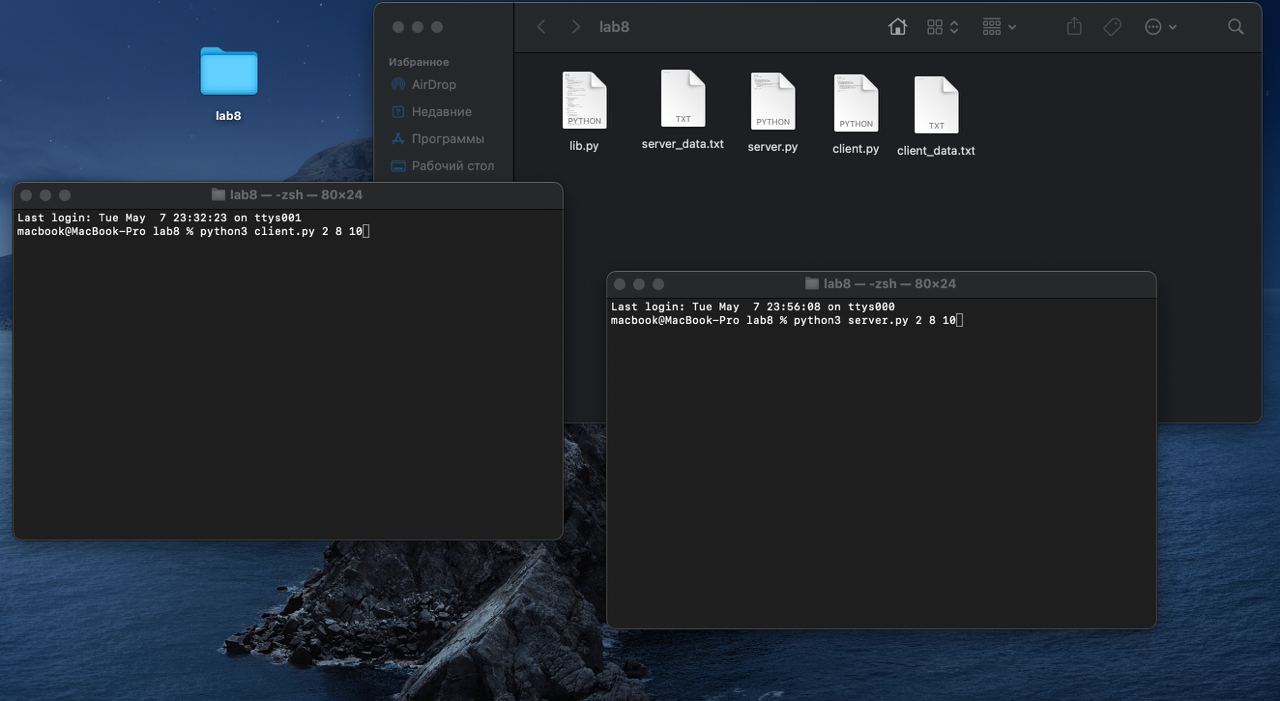 lab8
lab8
Избранное
AirDrop
Недавние
Программы
Рабочий стол
PYTHON
lib.py
TXT
server_data.txt
PYTHON
server.py
PYTHON
client.py
TXT
client_data.txt
lab8 — -zsh — 80×24
Last login: Tue May  7 23:32:23 on ttys001
macbook@MacBook-Pro lab8 % python3 client.py 2 8 10
lab8 — -zsh — 80×24
Last login: Tue May  7 23:56:08 on ttys000
macbook@MacBook-Pro lab8 % python3 server.py 2 8 10